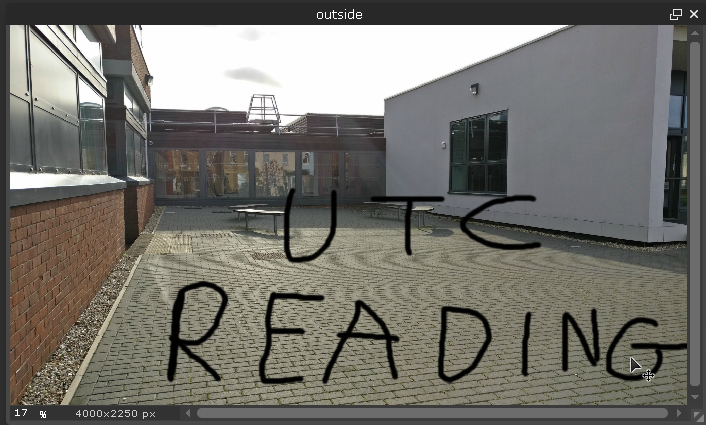 outside
UTC
READING
17 % 4000x2250 px